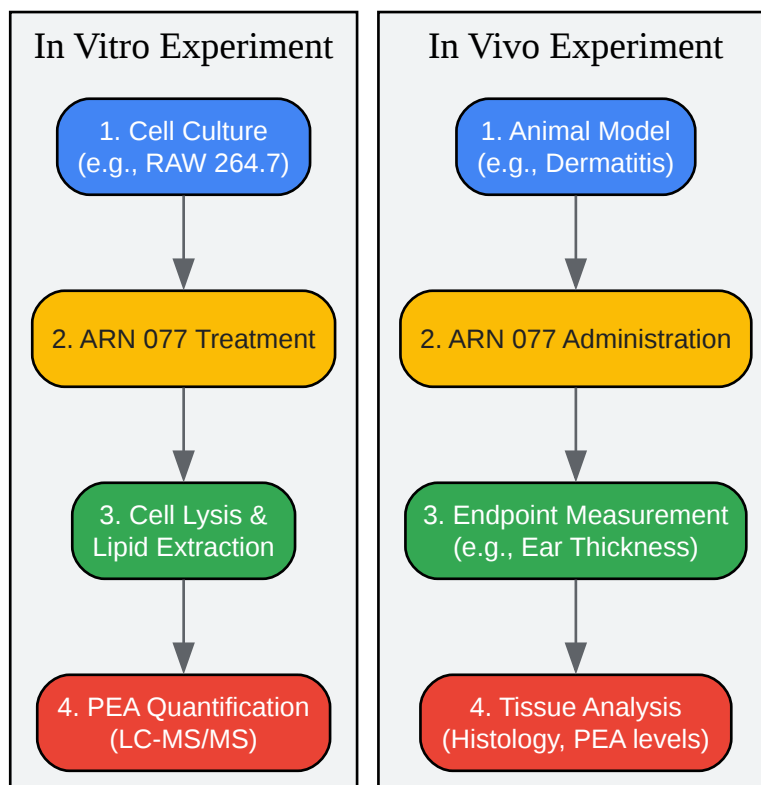 In Vitro Experiment
1. Cell Culture
(e.g., RAW 264.7)
2. ARN 077 Treatment
3. Cell Lysis &
Lipid Extraction
4. PEA Quantification
(LC-MS/MS)
In Vivo Experiment
1. Animal Model
(e.g., Dermatitis)
2. ARN 077 Administration
3. Endpoint Measurement
(e.g., Ear Thickness)
4. Tissue Analysis
(Histology, PEA levels)